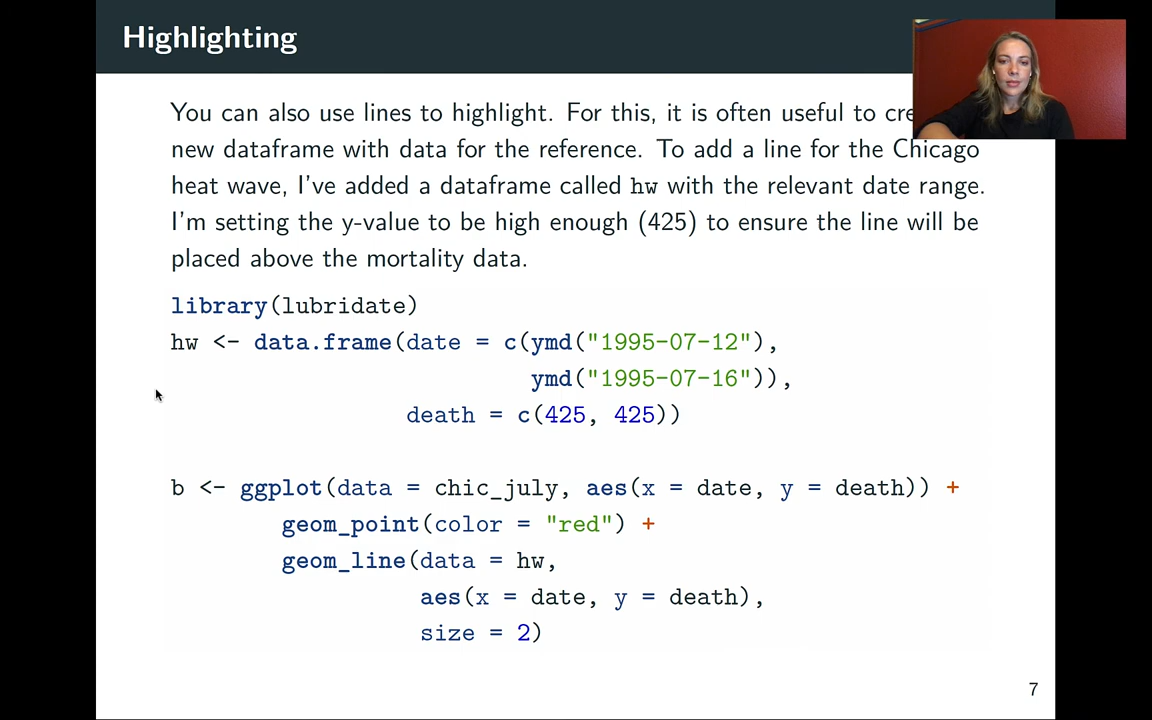 Highlighting
You can also use lines to highlight. For this, it is often useful to cre
new dataframe with data for the reference. To add a line for the Chicago
heat wave, I've added a dataframe called hw with the relevant date range.
I'm setting the y-value to be high enough (425) to ensure the line will be
placed above the mortality data.
library(lubridate)
hw <- data.frame(date = c(ymd("1995-07-12"),
ymd("1995-07-16")),
death = c(425, 425))
b <- ggplot(data = chic_july, aes(x = date, y = death)) +
geom_point(color = "red") +
geom_line(data = hw,
aes(x = date, y = death),
size = 2)
7